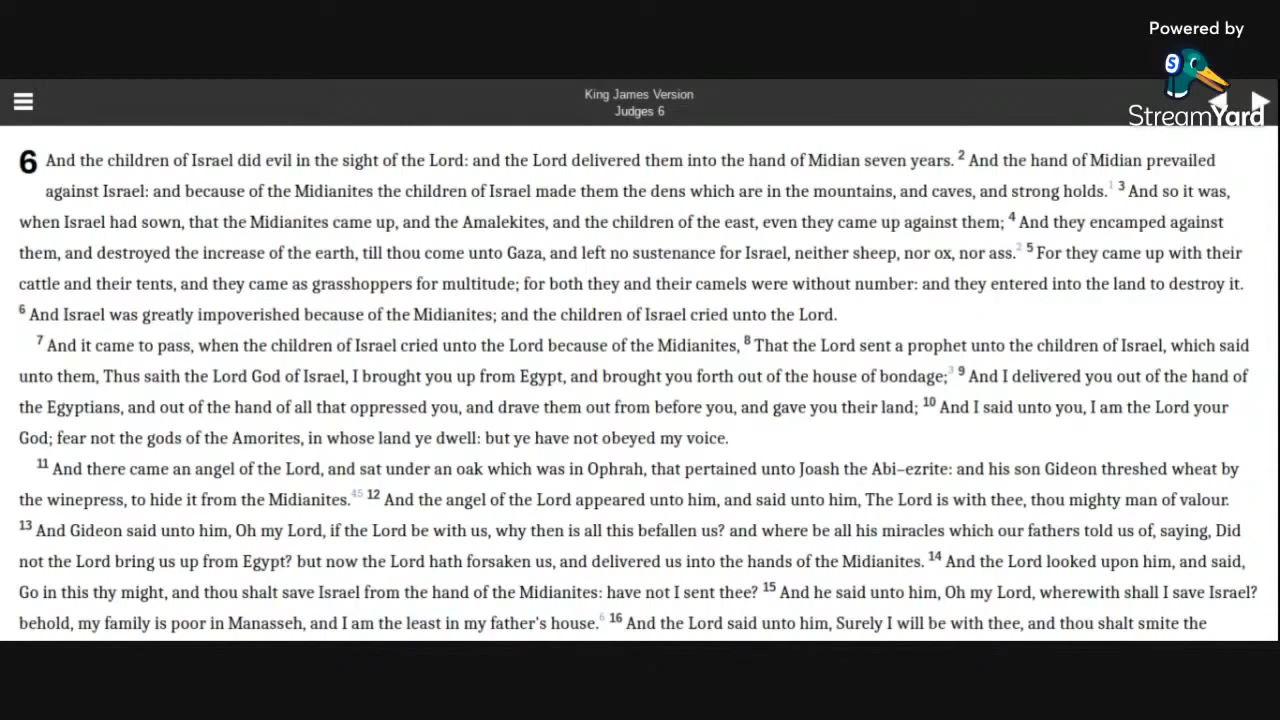 Powered by
StreamYard
King James Version
Judges 6
6 And the children of Israel did evil in the sight of the Lord: and the Lord delivered them into the hand of Midian seven years. 2 And the hand of Midian prevailed
against Israel: and because of the Midianites the children of Israel made them the dens which are in the mountains, and caves, and strong holds.1 3 And so it was,
when Israel had sown, that the Midianites came up, and the Amalekites, and the children of the east, even they came up against them; 4 And they encamped against
them, and destroyed the increase of the earth, till thou come unto Gaza, and left no sustenance for Israel, neither sheep, nor ox, nor ass.2 5 For they came up with their
cattle and their tents, and they came as grasshoppers for multitude; for both they and their camels were without number: and they entered into the land to destroy it.
6 And Israel was greatly impoverished because of the Midianites; and the children of Israel cried unto the Lord.
7 And it came to pass, when the children of Israel cried unto the Lord because of the Midianites, 8 That the Lord sent a prophet unto the children of Israel, which said
unto them, Thus saith the Lord God of Israel, I brought you up from Egypt, and brought you forth out of the house of bondage;3 9 And I delivered you out of the hand of
the Egyptians, and out of the hand of all that oppressed you, and drave them out from before you, and gave you their land; 10 And I said unto you, I am the Lord your
God; fear not the gods of the Amorites, in whose land ye dwell: but ye have not obeyed my voice.
11 And there came an angel of the Lord, and sat under an oak which was in Ophrah, that pertained unto Joash the Abi–ezrite: and his son Gideon threshed wheat by
the winepress, to hide it from the Midianites.45 12 And the angel of the Lord appeared unto him, and said unto him, The Lord is with thee, thou mighty man of valour.
13 And Gideon said unto him, Oh my Lord, if the Lord be with us, why then is all this befallen us? and where be all his miracles which our fathers told us of, saying, Did
not the Lord bring us up from Egypt? but now the Lord hath forsaken us, and delivered us into the hands of the Midianites. 14 And the Lord looked upon him, and said,
Go in this thy might, and thou shalt save Israel from the hand of the Midianites: have not I sent thee? 15 And he said unto him, Oh my Lord, wherewith shall I save Israel?
behold, my family is poor in Manasseh, and I am the least in my father's house.6 16 And the Lord said unto him, Surely I will be with thee, and thou shalt smite the